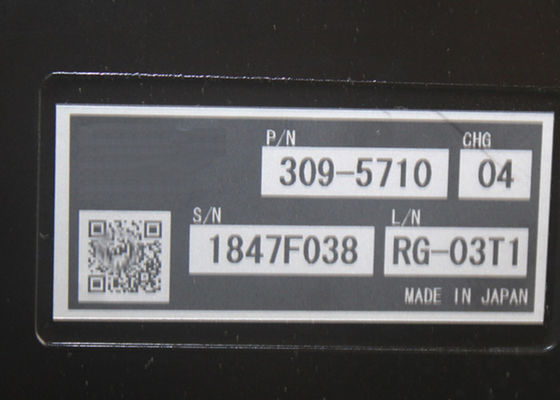 P/N CHG
309-5710 04
S/N L/N
1847F038 RG-03T1
MADE IN JAPAN